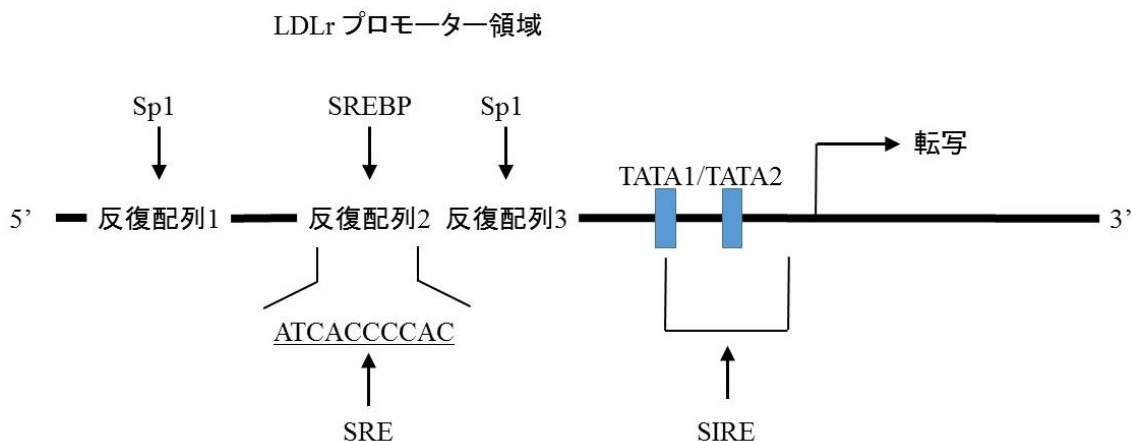 LDLr プロモーター領域
Sp1 SREBP Sp1
転写
TATA1/TATA2
5’ 反復配列1 反復配列2 反復配列3 3’
ATCACCCCAC
SRE SIRE